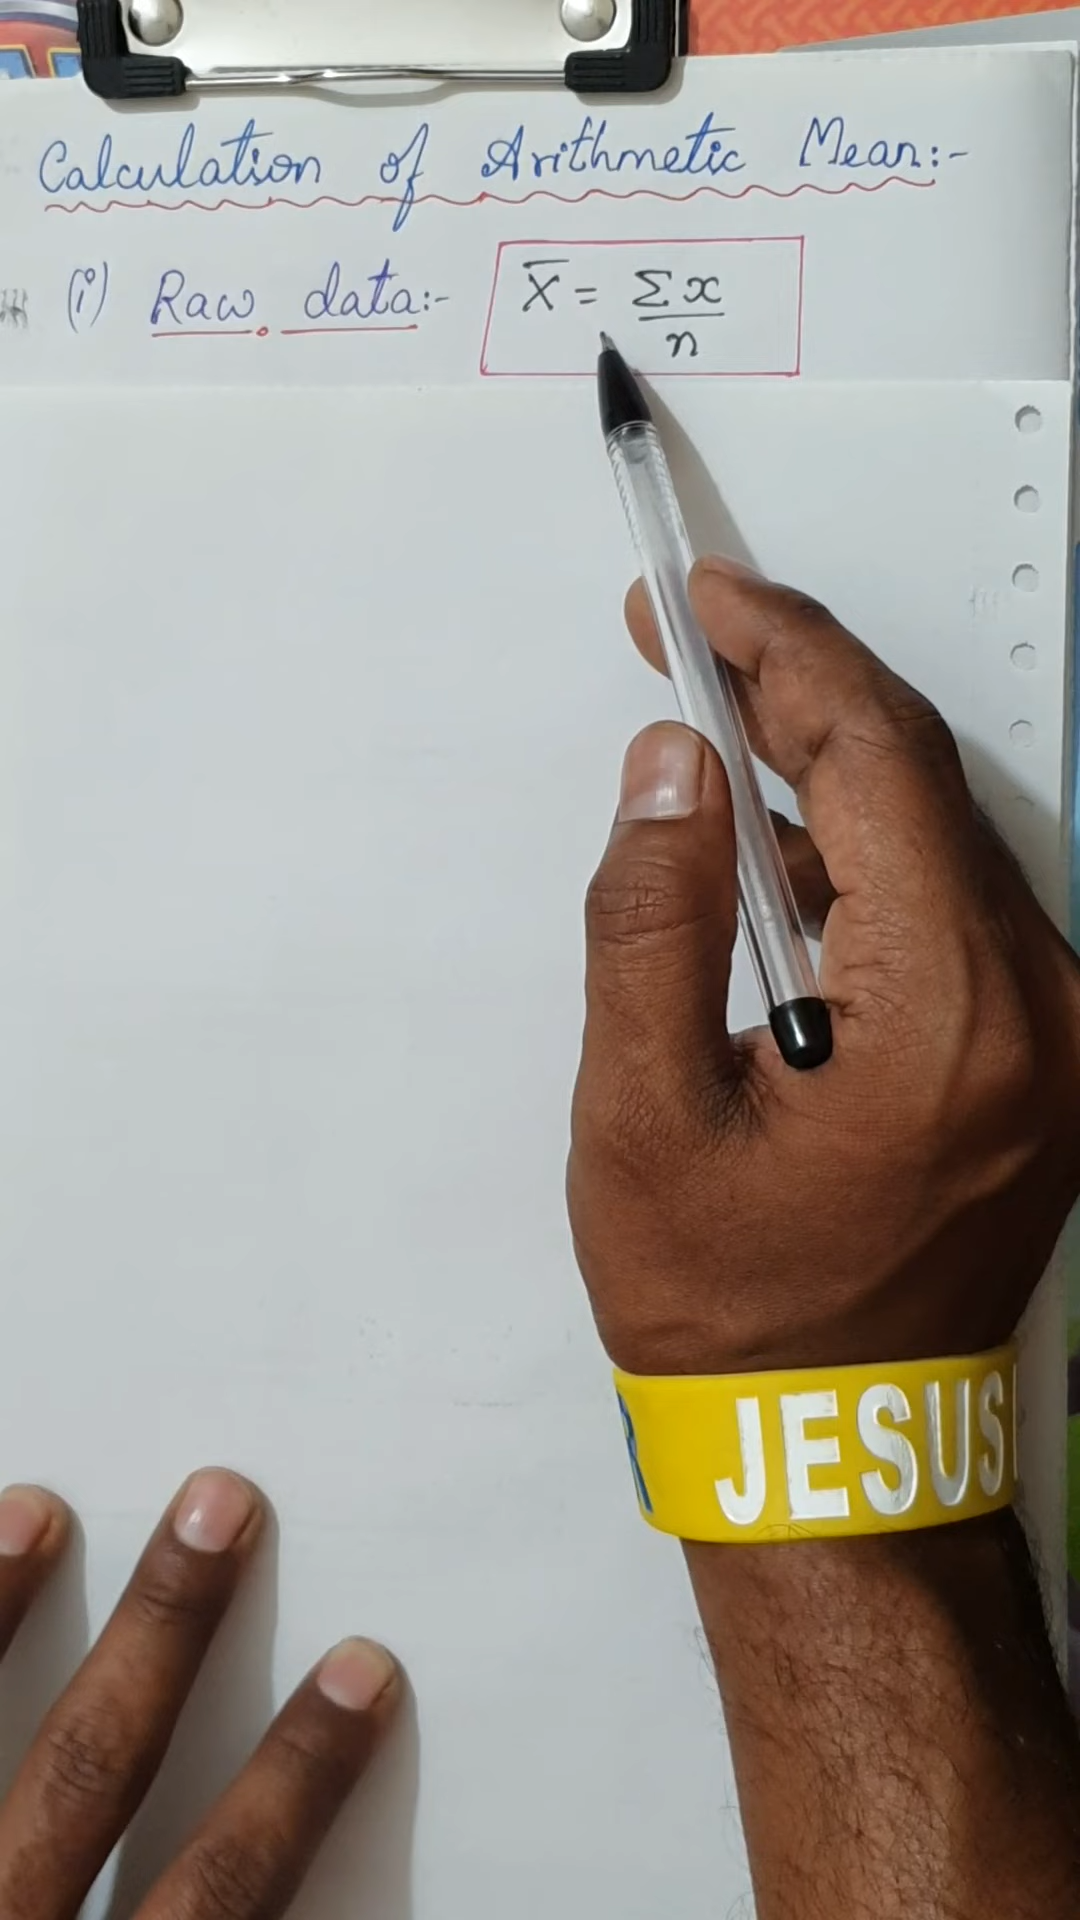 Calculation of Arithmetic Mean:-
(i) Raw data:- X̅ = Σx/n
JESUS